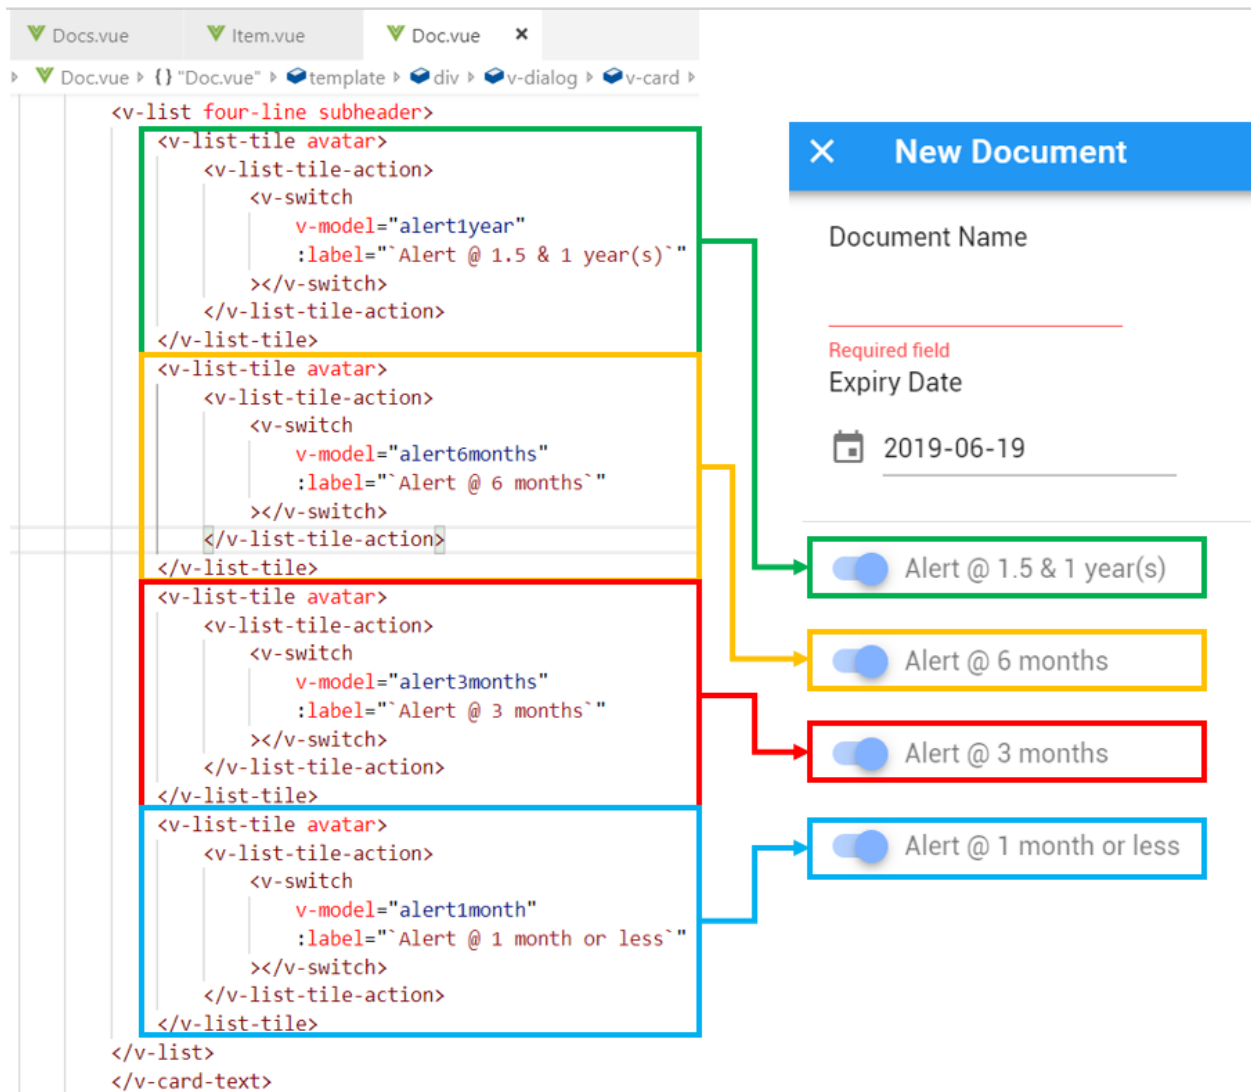 Docs.vue Item.vue Doc.vue ×
Doc.vue {} "Doc.vue" template div v-dialog v-card
<v-list four-line subheader>
<v-list-tile avatar>
<v-list-tile-action>
<v-switch
v-model="alert1year"
:label="`Alert @ 1.5 & 1 year(s)`"
></v-switch>
</v-list-tile-action>
</v-list-tile>
<v-list-tile avatar>
<v-list-tile-action>
<v-switch
v-model="alert6months"
:label="`Alert @ 6 months`"
></v-switch>
</v-list-tile-action>
</v-list-tile>
<v-list-tile avatar>
<v-list-tile-action>
<v-switch
v-model="alert3months"
:label="`Alert @ 3 months`"
></v-switch>
</v-list-tile-action>
</v-list-tile>
<v-list-tile avatar>
<v-list-tile-action>
<v-switch
v-model="alert1month"
:label="`Alert @ 1 month or less`"
></v-switch>
</v-list-tile-action>
</v-list-tile>
</v-list>
</v-card-text>
× New Document
Document Name
Required field
Expiry Date
2019-06-19
Alert @ 1.5 & 1 year(s)
Alert @ 6 months
Alert @ 3 months
Alert @ 1 month or less